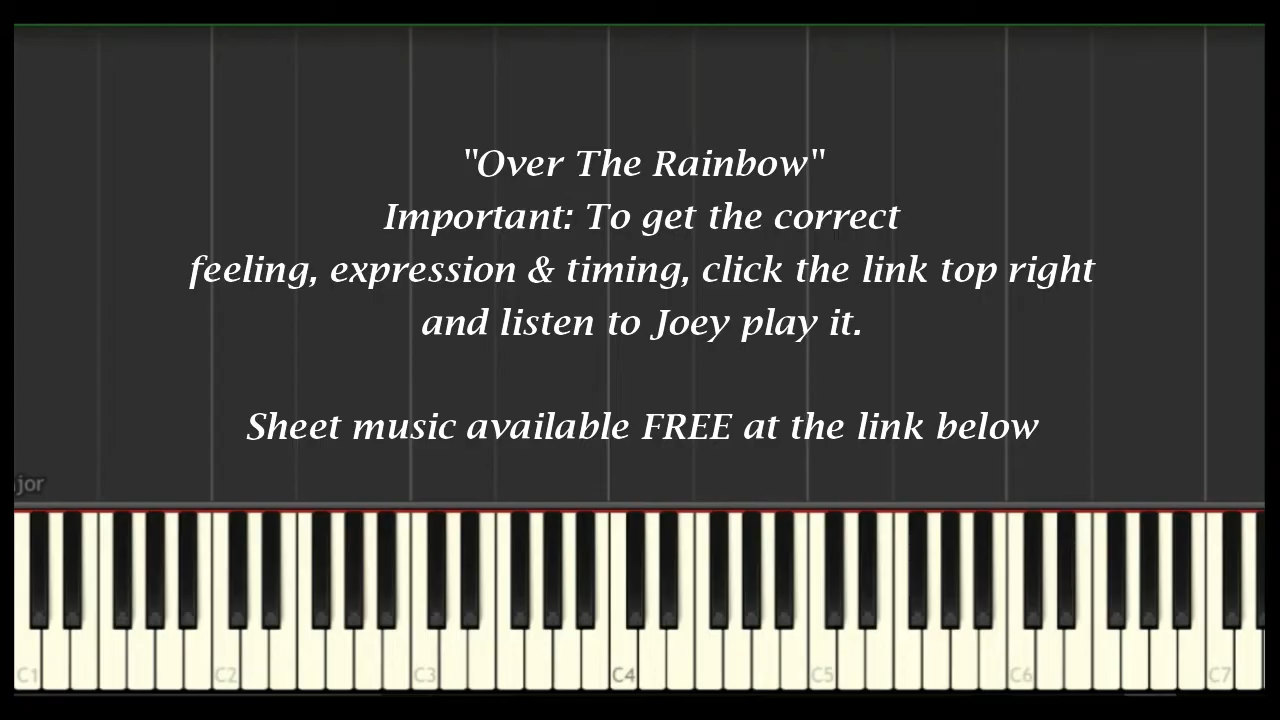 "Over The Rainbow"
Important: To get the correct
feeling, expression & timing, click the link top right
and listen to Joey play it.
Sheet music available FREE at the link below
jor
C1 C2 C3 C4 C5 C6 C7